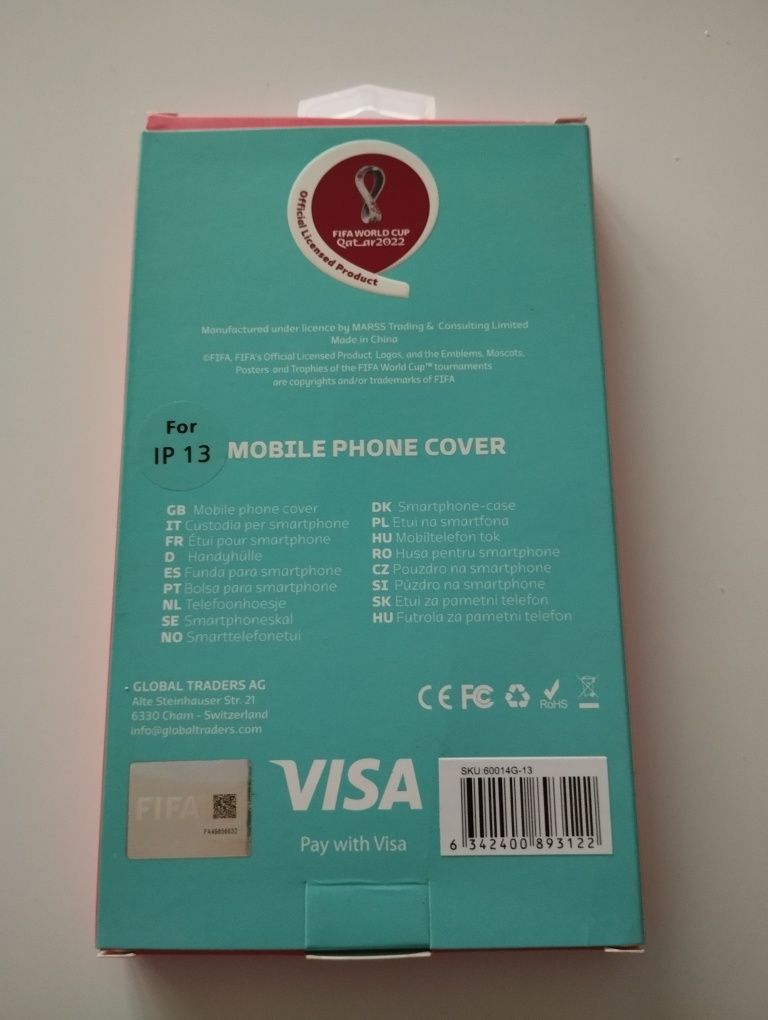 FIFA WORLD CUP
Qatar2022
Official Licensed Product
Manufactured under licence by MARSS Trading & Consulting Limited
Made in China
©FIFA, FIFA's Official Licensed Product Logos, and the Emblems, Mascots,
Posters and Trophies of the FIFA World Cup™ tournaments
are copyrights and/or trademarks of FIFA
For
IP 13
MOBILE PHONE COVER
GB Mobile phone cover
IT Custodia per smartphone
FR Étui pour smartphone
D Handyhülle
ES Funda para smartphone
PT Bolsa para smartphone
NL Telefoonhoesje
SE Smartphoneskal
NO Smarttelefonetui
DK Smartphone-case
PL Etui na smartfona
HU Mobiltelefon tok
RO Husa pentru smartphone
CZ Pouzdro na smartphone
SI Púzdro na smartphone
SK Etui za pametni telefon
HU Futrola za pametni telefon
GLOBAL TRADERS AG
Alte Steinhauser Str. 21
6330 Cham - Switzerland
info@globaltraders.com
CE FC RoHS
FIFA
VISA
Pay with Visa
SKU:60014G-13
6 342400 893122